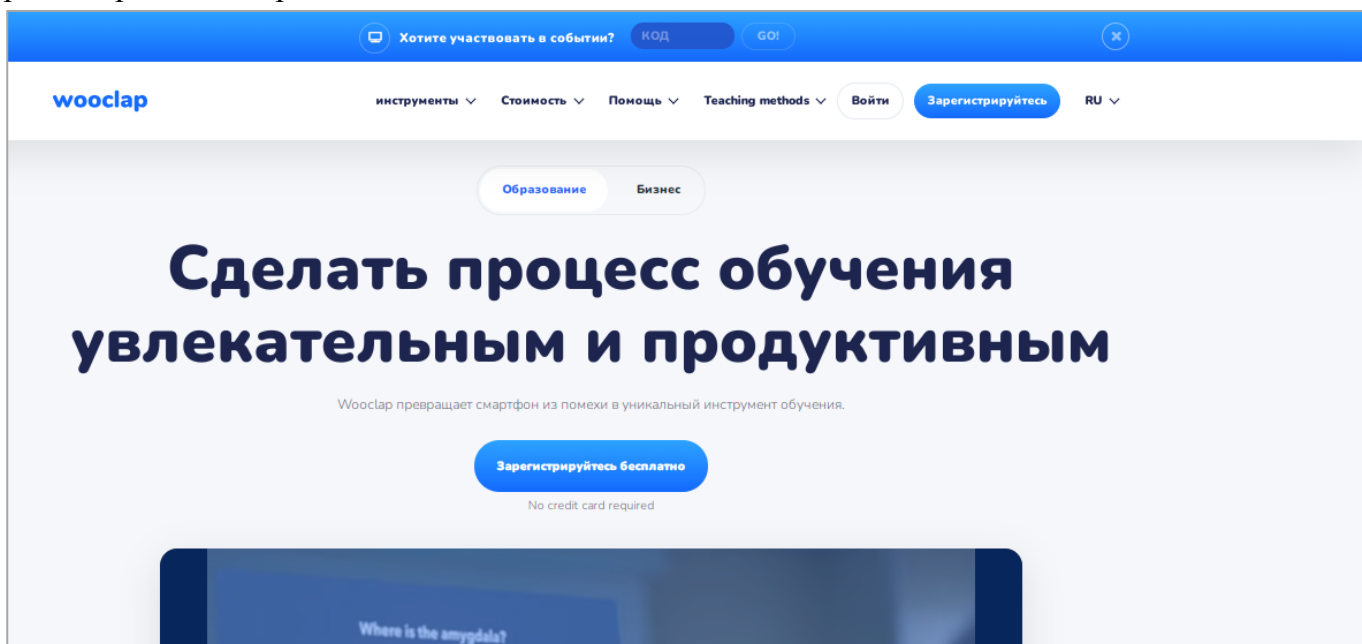 Хотите участвовать в событии? КОД GO!
wooclap инструменты Стоимость Помощь Teaching methods Войти Зарегистрируйтесь RU
Образование Бизнес
Сделать процесс обучения
увлекательным и продуктивным
Wooclap превращает смартфон из помехи в уникальный инструмент обучения.
Зарегистрируйтесь бесплатно
No credit card required
Where is the amygdala?